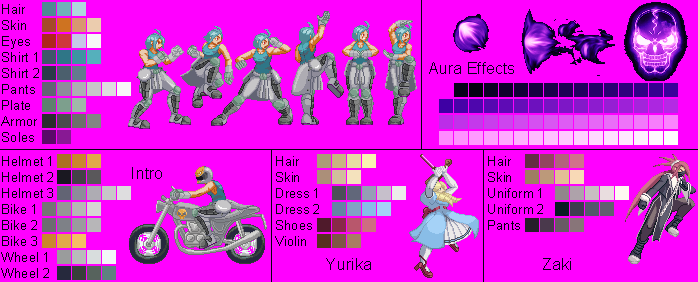 Hair
Skin
Eyes
Shirt 1
Shirt 2
Pants
Plate
Armor
Soles
Aura Effects
Helmet 1
Helmet 2
Helmet 3
Bike 1
Bike 2
Bike 3
Wheel 1
Wheel 2
Intro
Hair
Skin
Dress 1
Dress 2
Shoes
Violin
Yurika
Hair
Skin
Uniform 1
Uniform 2
Pants
Zaki